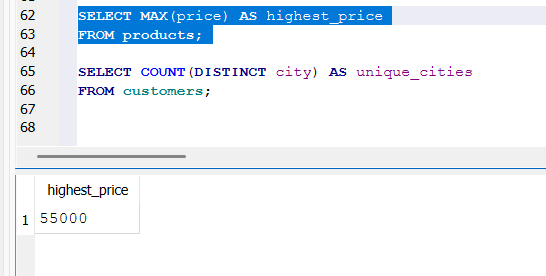 62 SELECT MAX(price) AS highest_price
63 FROM products;
64
65 SELECT COUNT(DISTINCT city) AS unique_cities
66 FROM customers;
67
68
highest_price
1 55000